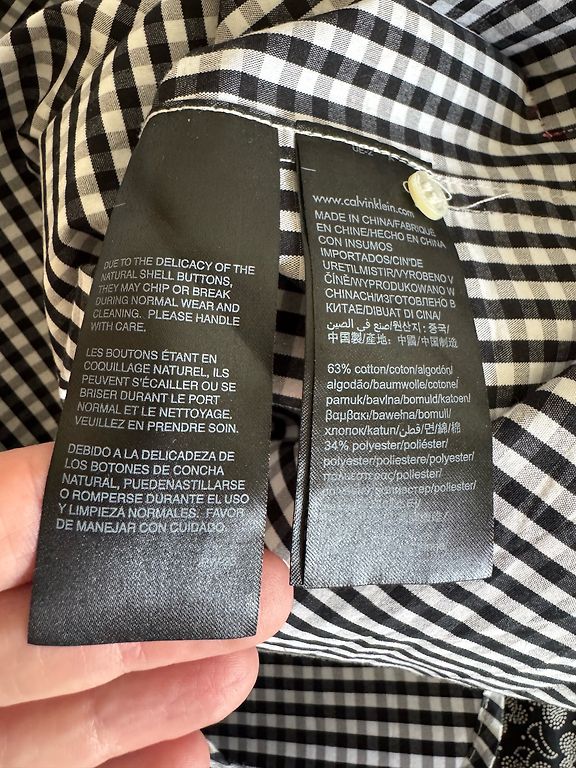 DUE TO THE DELICACY OF THE
NATURAL SHELL BUTTONS,
THEY MAY CHIP OR BREAK
DURING NORMAL WEAR AND
CLEANING. PLEASE HANDLE
WITH CARE.
LES BOUTONS ÉTANT EN
COQUILLAGE NATUREL, ILS
PEUVENT S'ÉCAILLER OU SE
BRISER DURANT LE PORT
NORMAL ET LE NETTOYAGE.
VEUILLEZ EN PRENDRE SOIN.
DEBIDO A LA DELICADEZA DE
LOS BOTONES DE CONCHA
NATURAL, PUEDENASTILLARSE
O ROMPERSE DURANTE EL USO
Y LIMPIEZA NORMALES. FAVOR
DE MANEJAR CON CUIDADO.
www.calvinklein.com
MADE IN CHINA/FABRIQUÉ
EN CHINE/HECHO EN CHINA
CON INSUMOS
IMPORTADOS/CIN'DE
ÜRETILMISTIR/VYROBENO V
ČÍNĚ/WYPRODUKOWANO W
CHINACH/ИЗГОТОВЛЕНО В
КИТАЕ/DIBUAT DI CINA/
صنع في الصين/원산지: 중국/
中国製/產地: 中國/中国制造
63% cotton/coton/algodón/
algodão/baumwolle/cotone/
pamuk/bavlna/bomuld/katoen/
βαμβακι/bawełna/bomull/
хлопок/katun/قطن/면/綿/棉
34% polyester/poliéster/
polyester/poliestere/polyester/